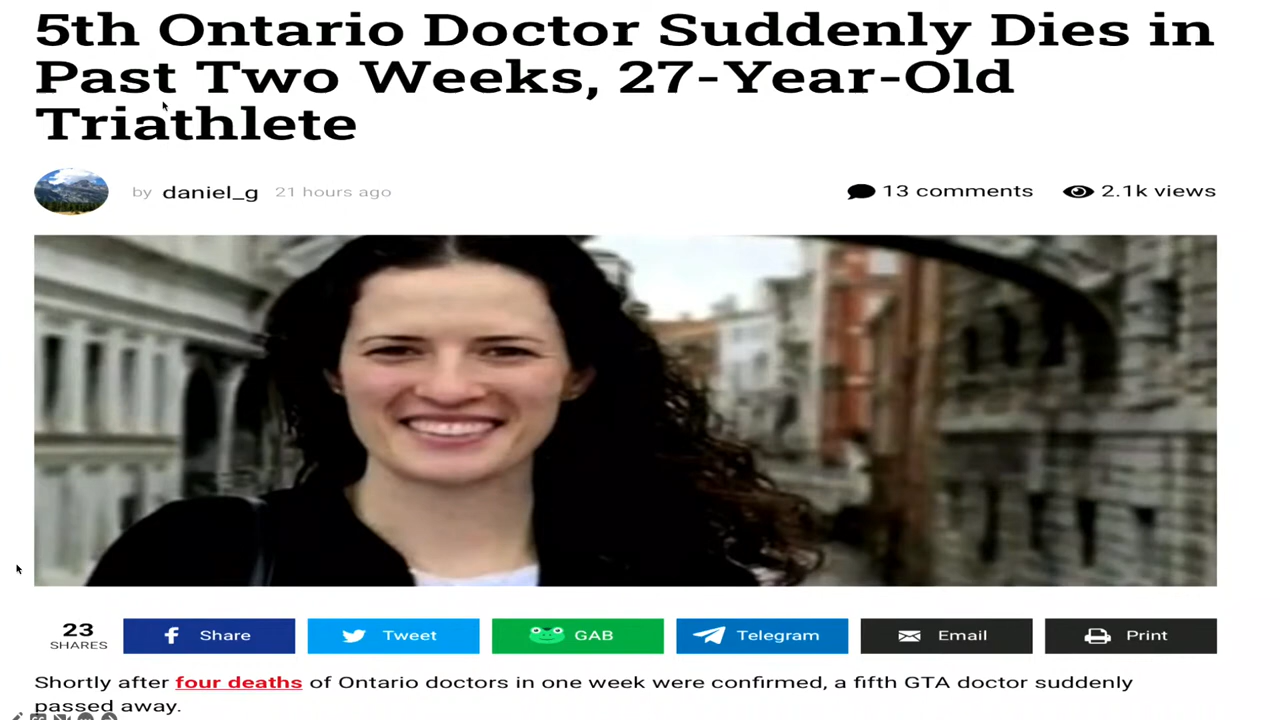 5th Ontario Doctor Suddenly Dies in
Past Two Weeks, 27-Year-Old
Triathlete
by daniel_g 21 hours ago
13 comments 2.1k views
23
SHARES
Share
Tweet
GAB
Telegram
Email
Print
Shortly after four deaths of Ontario doctors in one week were confirmed, a fifth GTA doctor suddenly
passed away.